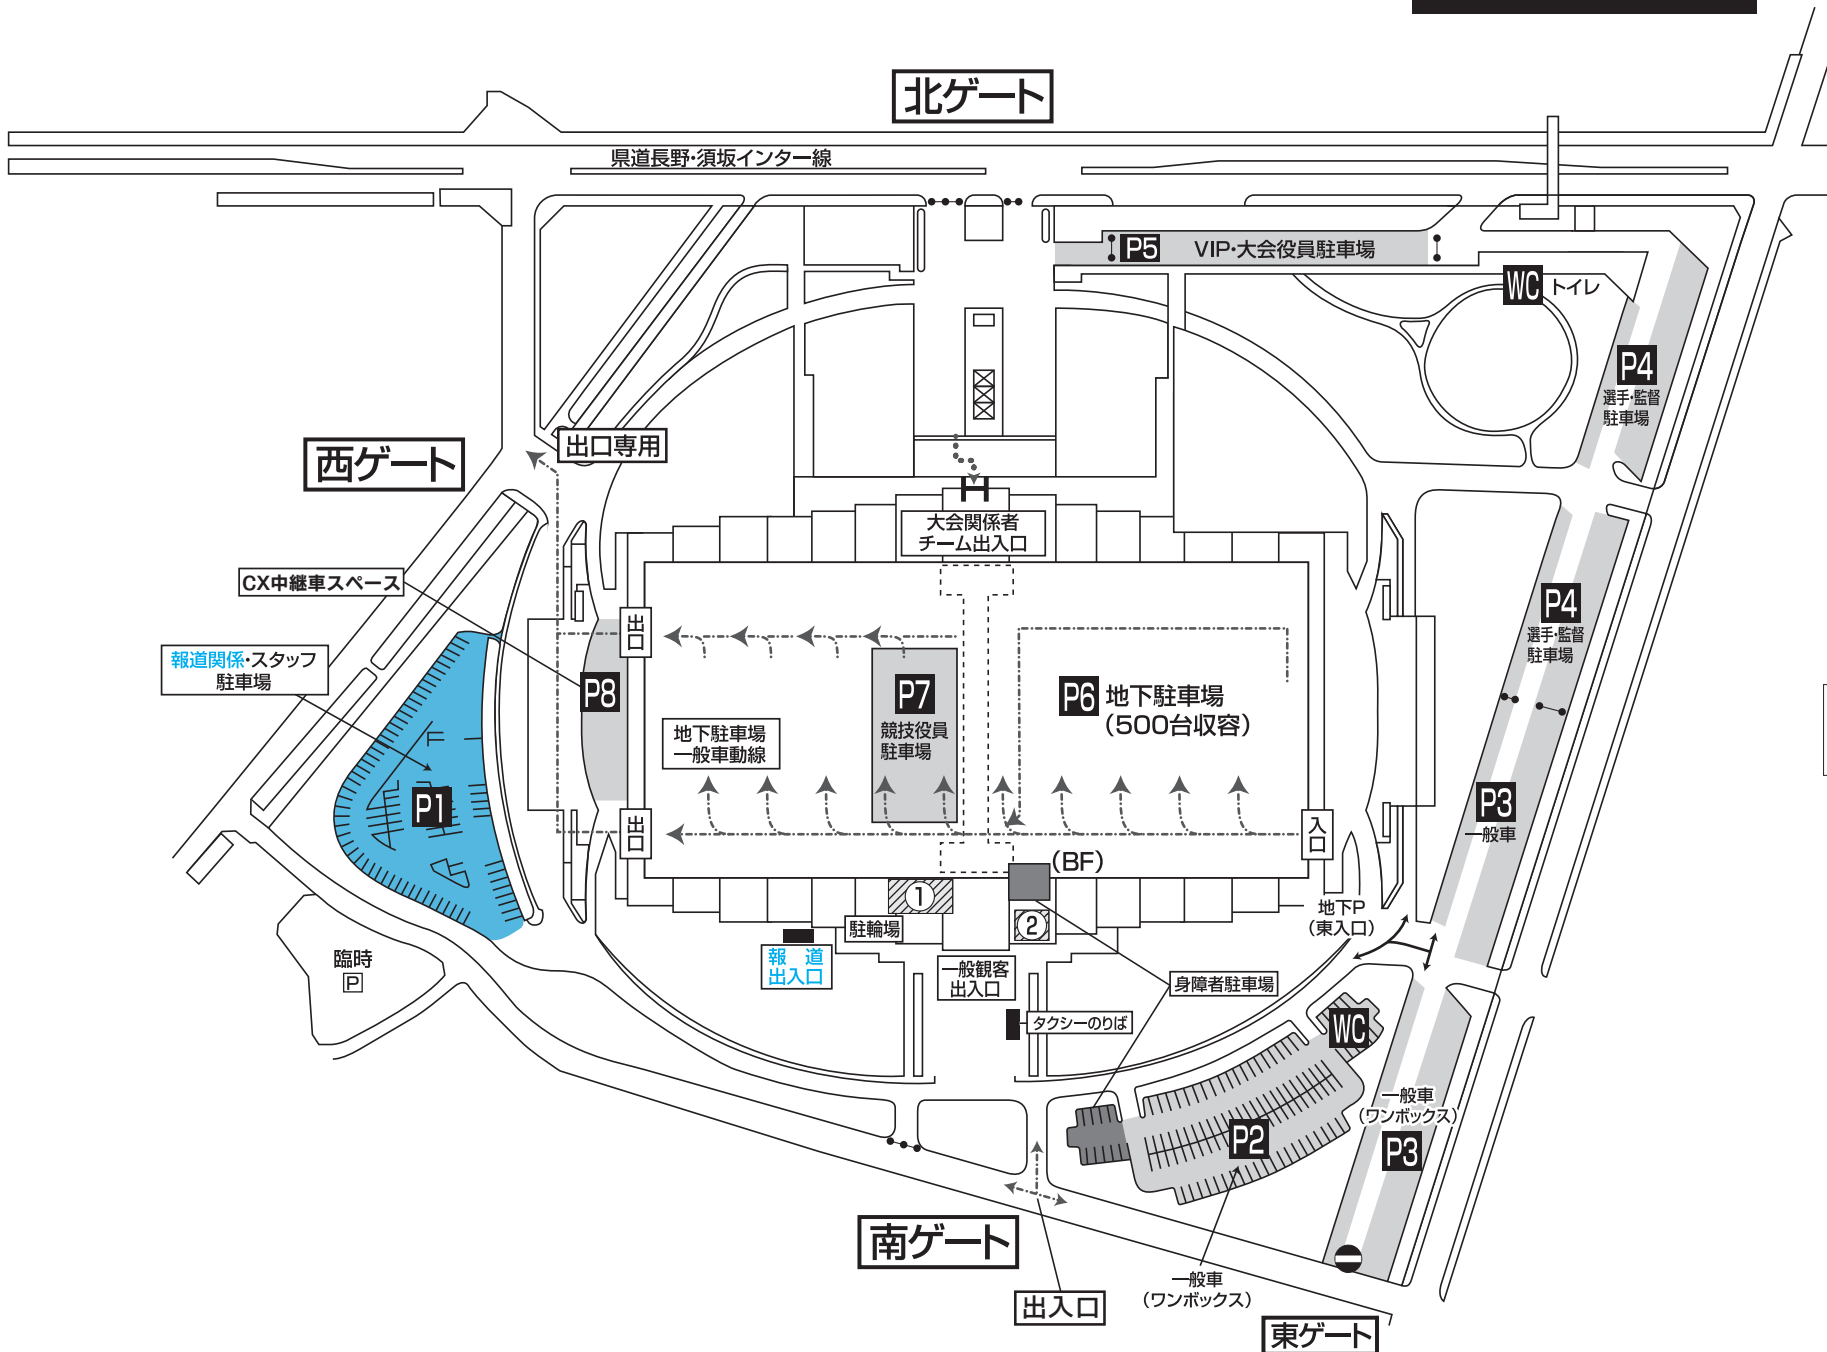 北ゲート
県道長野・須坂インター線
P5
VIP・大会役員駐車場
WC
トイレ
P4
選手・監督
駐車場
西ゲート
出口専用
大会関係者
チーム出入口
CX中継車スペース
報道関係・スタッフ
駐車場
出口
P8
P7
競技役員
駐車場
P6
地下駐車場
(500台収容)
地下駐車場
一般車動線
P4
選手・監督
駐車場
P1
出口
入口
P3
一般車
(BF)
1
2
駐輪場
地下P
(東入口)
報道
出入口
一般観客
出入口
身障者駐車場
臨時
P
タクシーのりば
WC
一般車
(ワンボックス)
P2
P3
南ゲート
一般車
(ワンボックス)
出入口
東ゲート